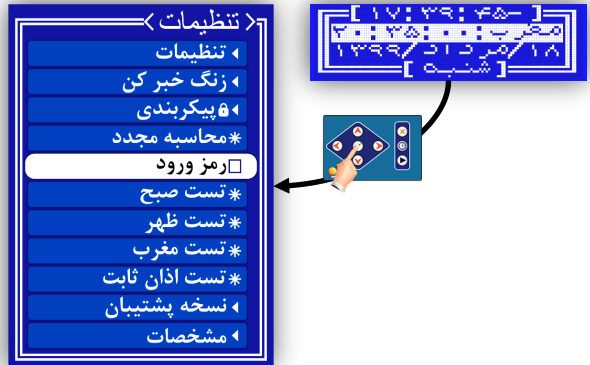 > تنظیمات <
تنظیمات
زنگ خبر کن
پیکربندی
*محاسبه مجدد
رمز ورود
*تست صبح
*تست ظهر
*تست مغرب
*تست اذان ثابت
نسخه پشتیبان
مشخصات
[ ۱۷:۳۹:۴۵- ]
مغرب: ۲۰:۳۵:۰۰
۱۸/مرداد/۱۳۹۹
[ شنبه ]